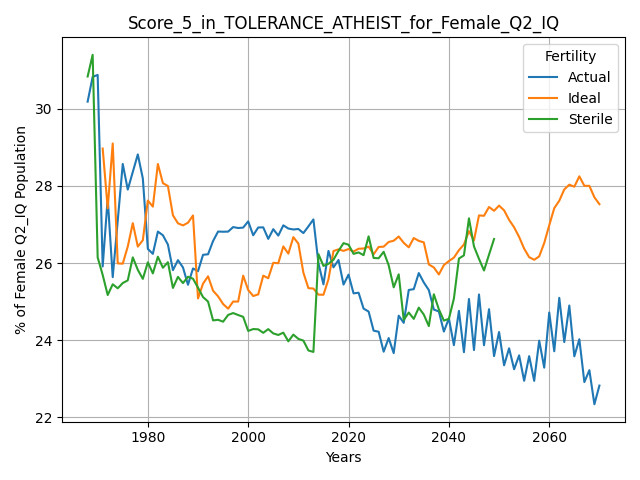 Score_5_in_TOLERANCE_ATHEIST_for_Female_Q2_IQ
% of Female Q2_IQ Population
30
28
26
24
22
Fertility
Actual
Ideal
Sterile
1980
2000
2020
2040
2060
Years